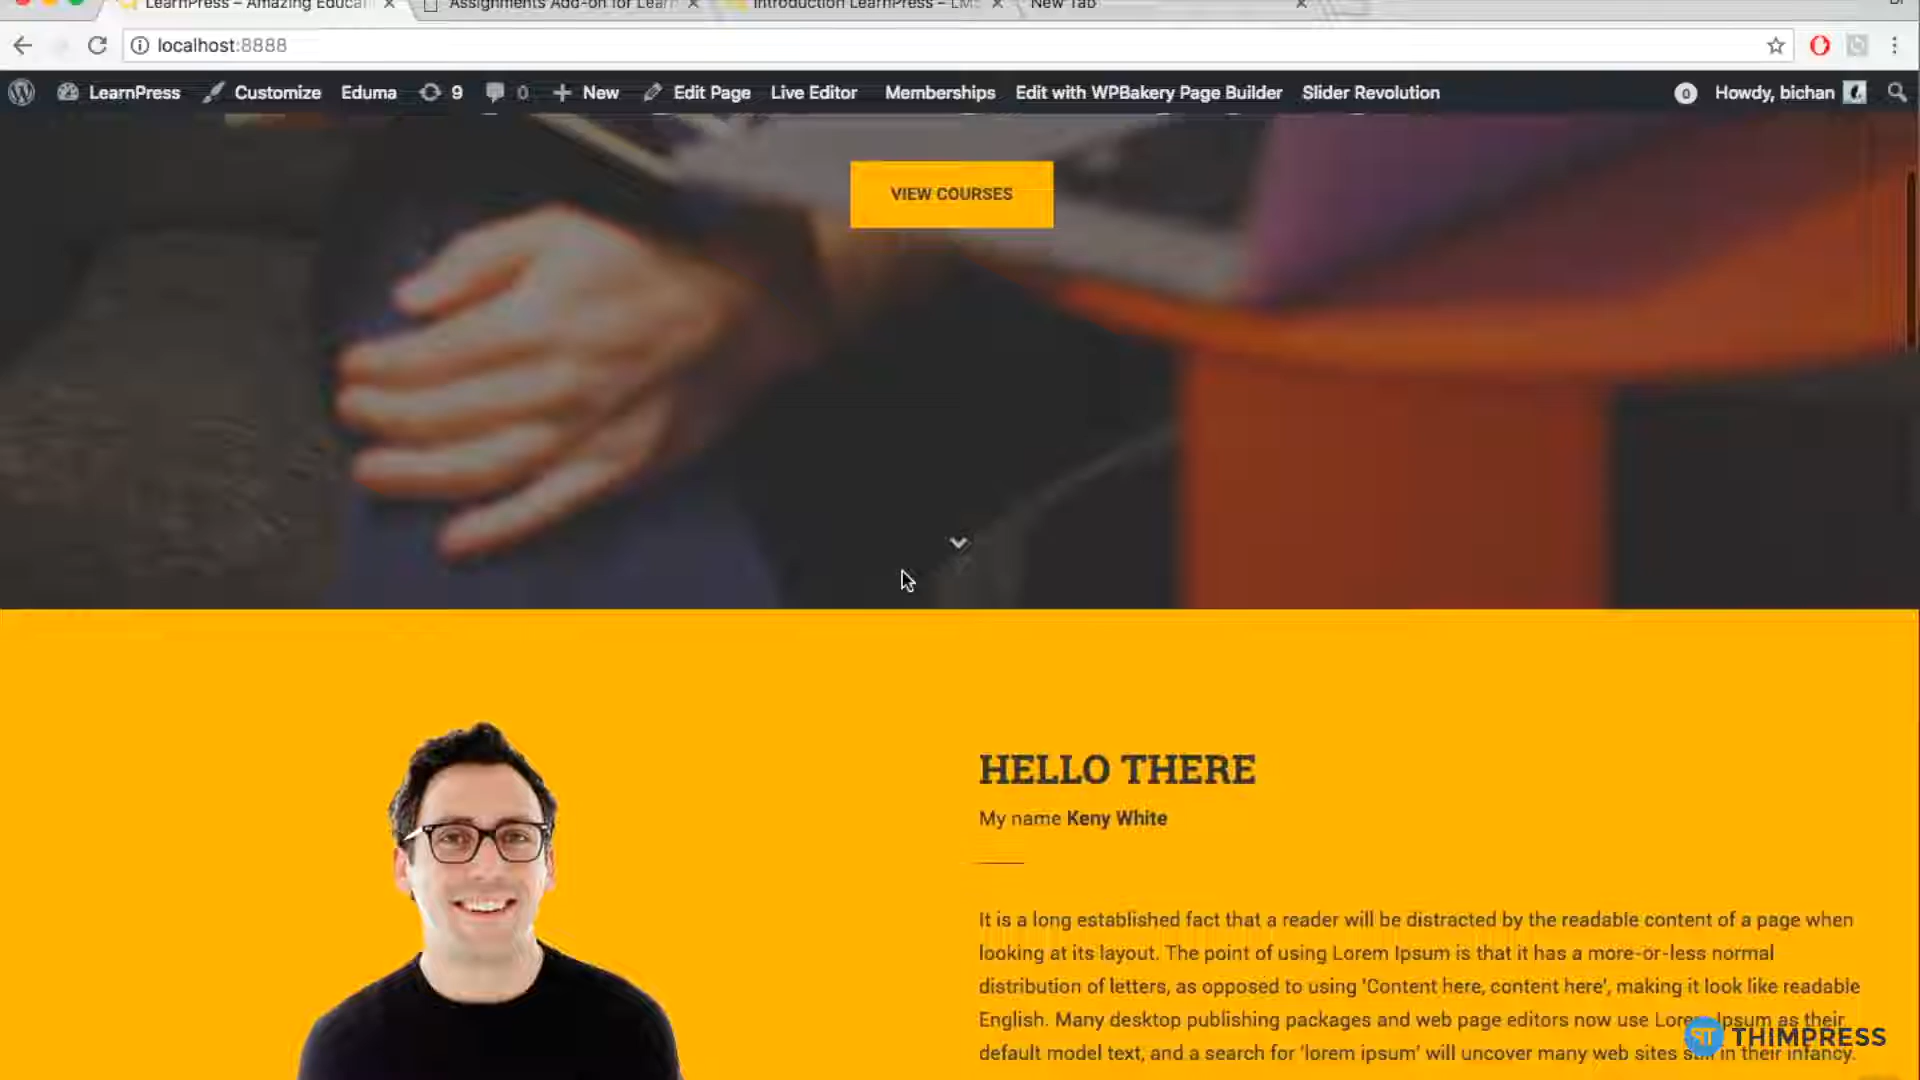 LearnPress – Amazing Educa
Assignments Add-on for Learn
Introduction LearnPress – LMS
New Tab
localhost:8888
LearnPress Customize Eduma 9 0 New Edit Page Live Editor Memberships Edit with WPBakery Page Builder Slider Revolution 0 Howdy, bichan
VIEW COURSES
HELLO THERE
My name Keny White
It is a long established fact that a reader will be distracted by the readable content of a page when
looking at its layout. The point of using Lorem Ipsum is that it has a more-or-less normal
distribution of letters, as opposed to using 'Content here, content here', making it look like readable
English. Many desktop publishing packages and web page editors now use Lorem Ipsum as their
default model text, and a search for 'lorem ipsum' will uncover many web sites still in their infancy.
THIMPRESS